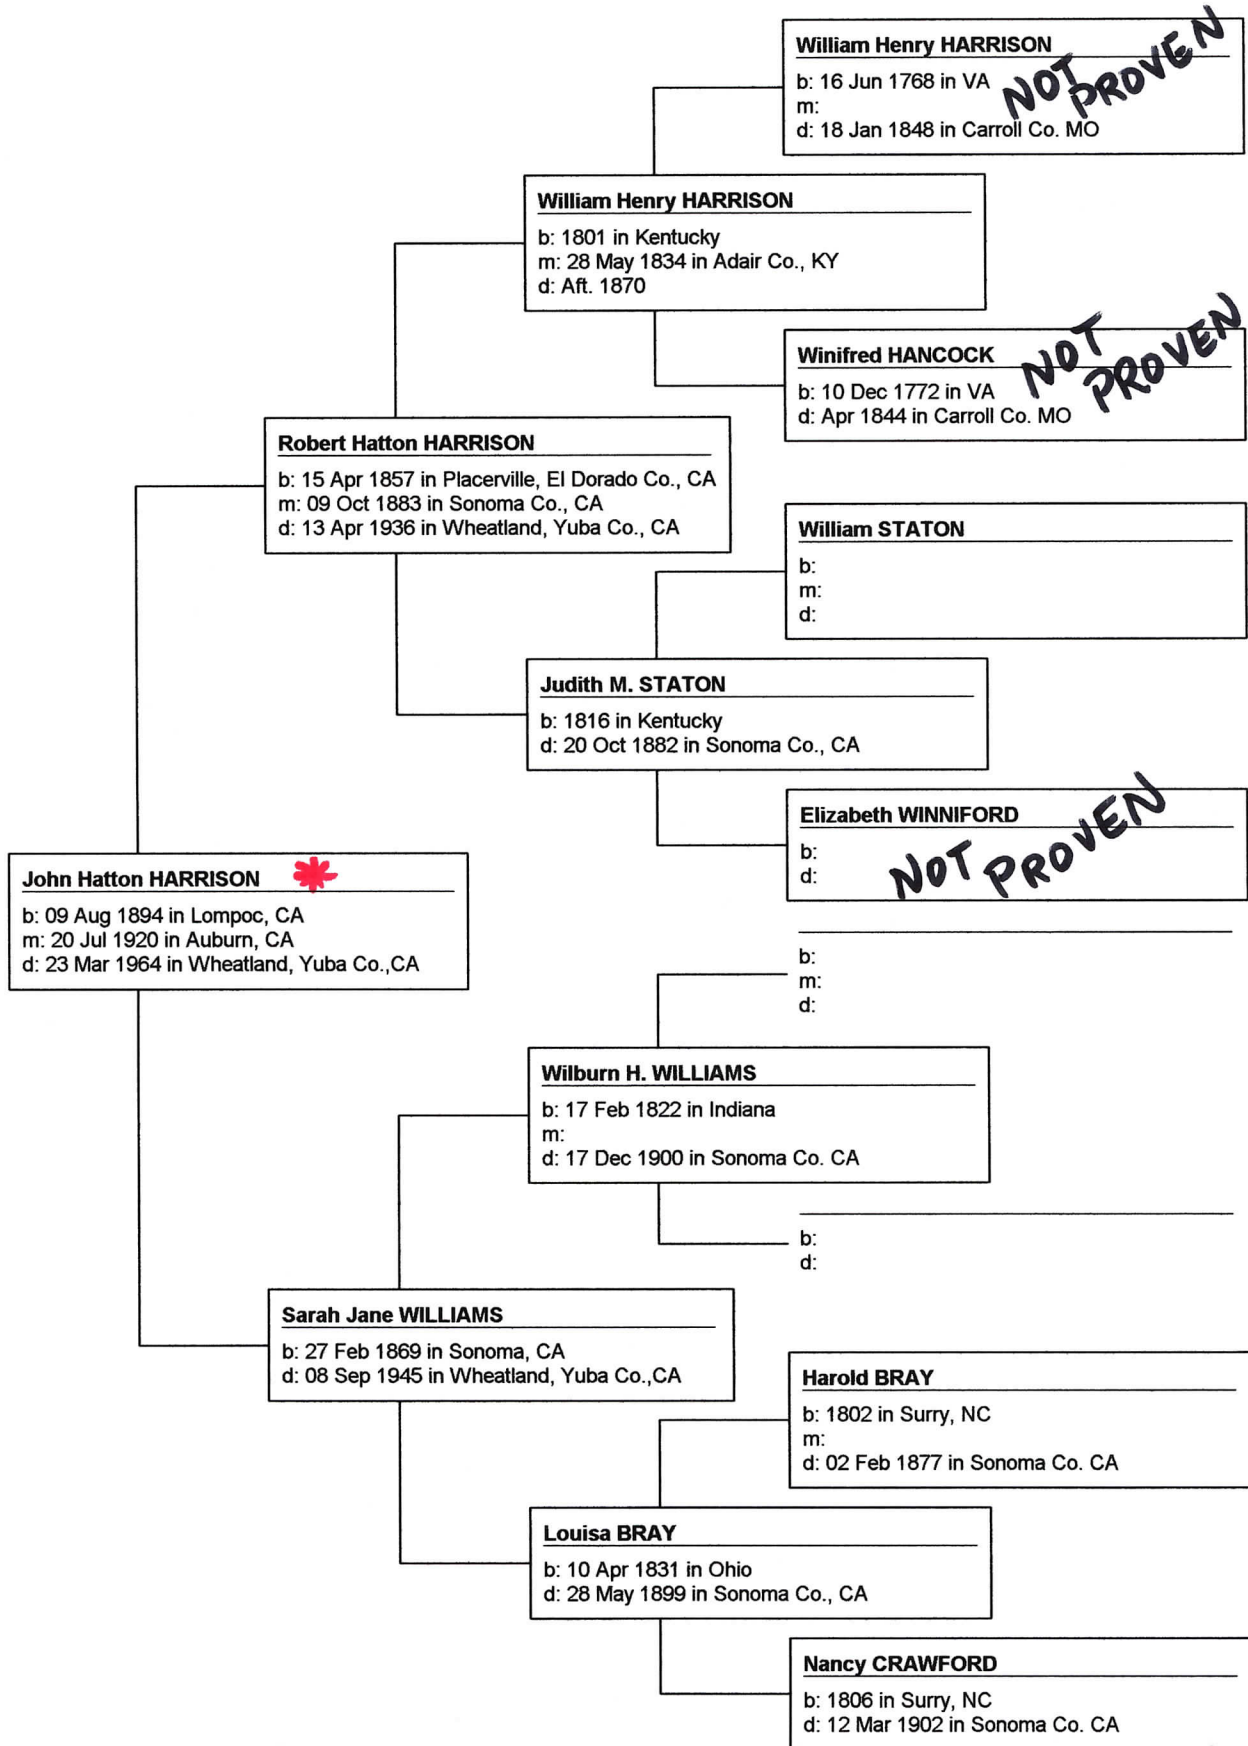 William Henry HARRISON
b: 16 Jun 1768 in VA
m:
d: 18 Jan 1848 in Carroll Co. MO
NOT
PROVEN
William Henry HARRISON
b: 1801 in Kentucky
m: 28 May 1834 in Adair Co., KY
d: Aft. 1870
Winifred HANCOCK
b: 10 Dec 1772 in VA
d: Apr 1844 in Carroll Co. MO
NOT
PROVEN
Robert Hatton HARRISON
b: 15 Apr 1857 in Placerville, El Dorado Co., CA
m: 09 Oct 1883 in Sonoma Co., CA
d: 13 Apr 1936 in Wheatland, Yuba Co., CA
William STATON
b:
m:
d:
Judith M. STATON
b: 1816 in Kentucky
d: 20 Oct 1882 in Sonoma Co., CA
Elizabeth WINNIFORD
b:
d:
NOT PROVEN
John Hatton HARRISON
b: 09 Aug 1894 in Lompoc, CA
m: 20 Jul 1920 in Auburn, CA
d: 23 Mar 1964 in Wheatland, Yuba Co.,CA
b:
m:
d:
Wilburn H. WILLIAMS
b: 17 Feb 1822 in Indiana
m:
d: 17 Dec 1900 in Sonoma Co. CA
b:
d:
Sarah Jane WILLIAMS
b: 27 Feb 1869 in Sonoma, CA
d: 08 Sep 1945 in Wheatland, Yuba Co.,CA
Harold BRAY
b: 1802 in Surry, NC
m:
d: 02 Feb 1877 in Sonoma Co. CA
Louisa BRAY
b: 10 Apr 1831 in Ohio
d: 28 May 1899 in Sonoma Co., CA
Nancy CRAWFORD
b: 1806 in Surry, NC
d: 12 Mar 1902 in Sonoma Co. CA